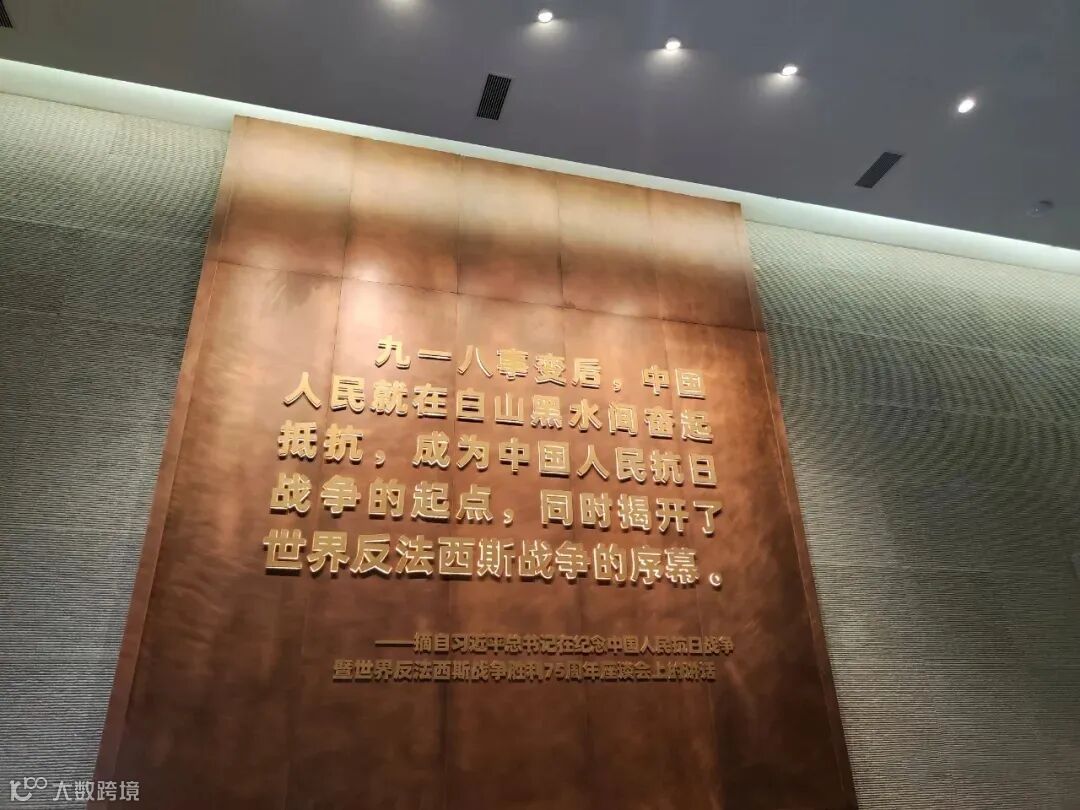 九一八事变后，中国
人民就在白山黑水间奋起
抵抗，成为中国人民抗日
战争的起点，同时揭开了
世界反法西斯战争的序幕。
——摘自习近平总书记在纪念中国人民抗日战争
暨世界反法西斯战争胜利75周年座谈会上的讲话
大数跨境